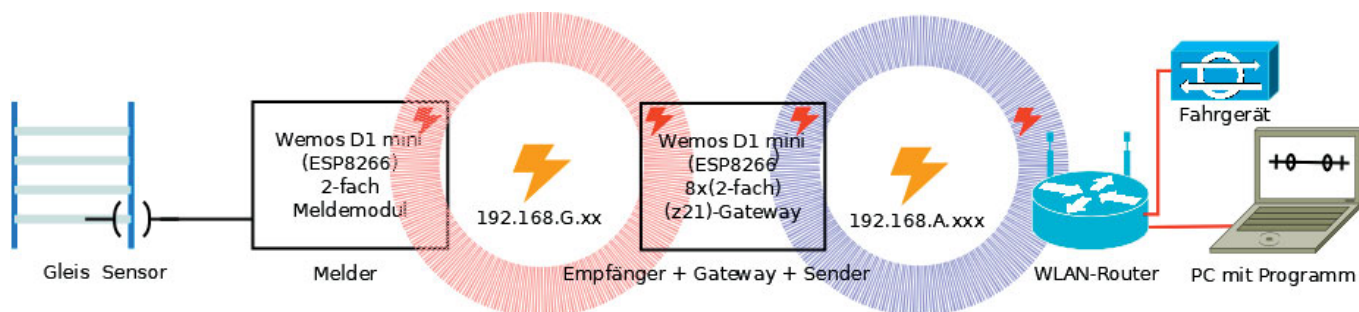 Gleis Sensor
Wemos D1 mini
(ESP8266)
2-fach
Meldemodul
Melder
192.168.G.xx
Wemos D1 mini
(ESP8266)
8x(2-fach)
(z21)-Gateway
Empfänger + Gateway + Sender
192.168.A.xxx
WLAN-Router
Fahrgerät
PC mit Programm